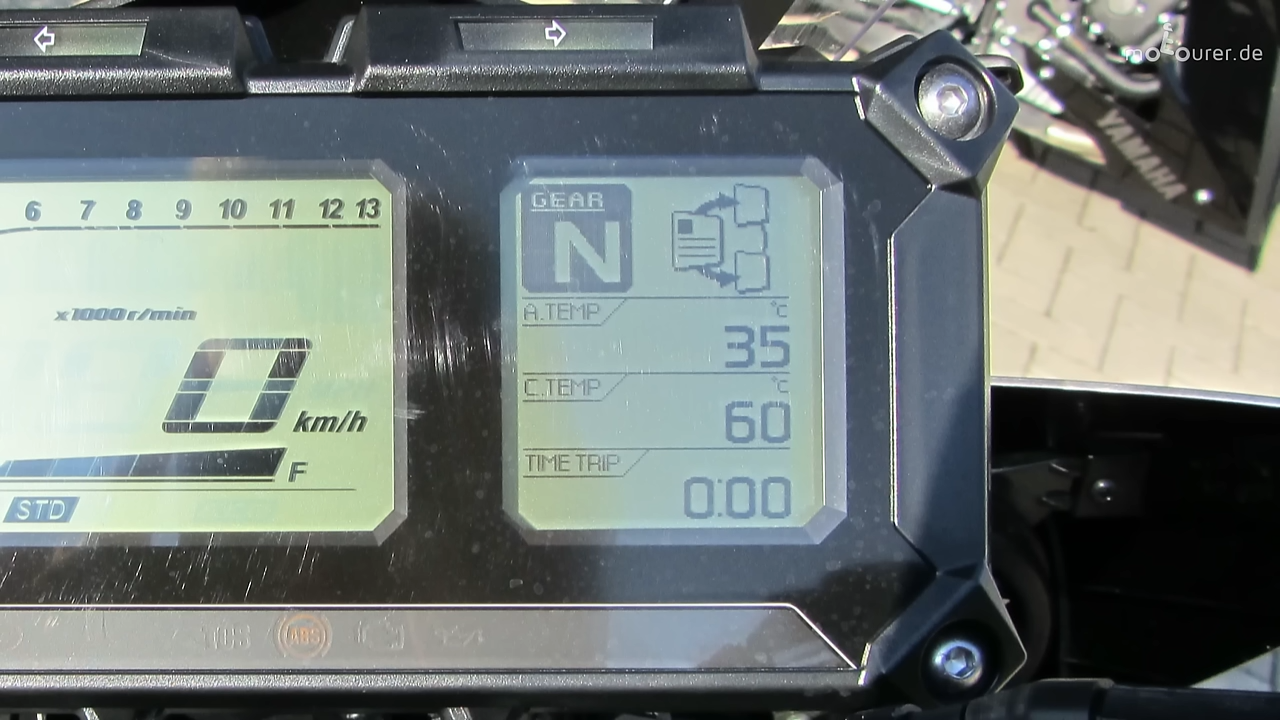 moTourer.de
YAMAHA
6 7 8 9 10 11 12 13
x1000 r/min
0 km/h
F
STD
GEAR
N
A.TEMP °C
35
C.TEMP °C
60
TIME TRIP
0:00
ABS